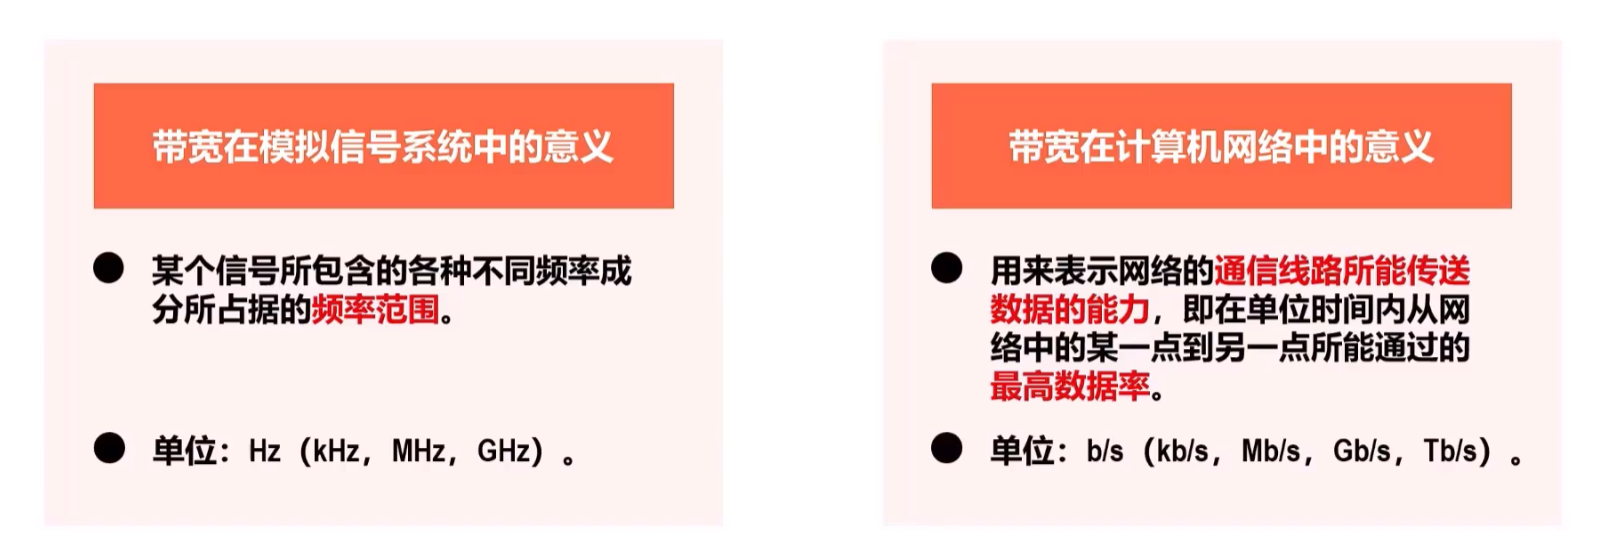 带宽在模拟信号系统中的意义
某个信号所包含的各种不同频率成
分所占据的频率范围。
单位：Hz（kHz，MHz，GHz）。
带宽在计算机网络中的意义
用来表示网络的通信线路所能传送
数据的能力，即在单位时间内从网
络中的某一点到另一点所能通过的
最高数据率。
单位：b/s（kb/s，Mb/s，Gb/s，Tb/s）。